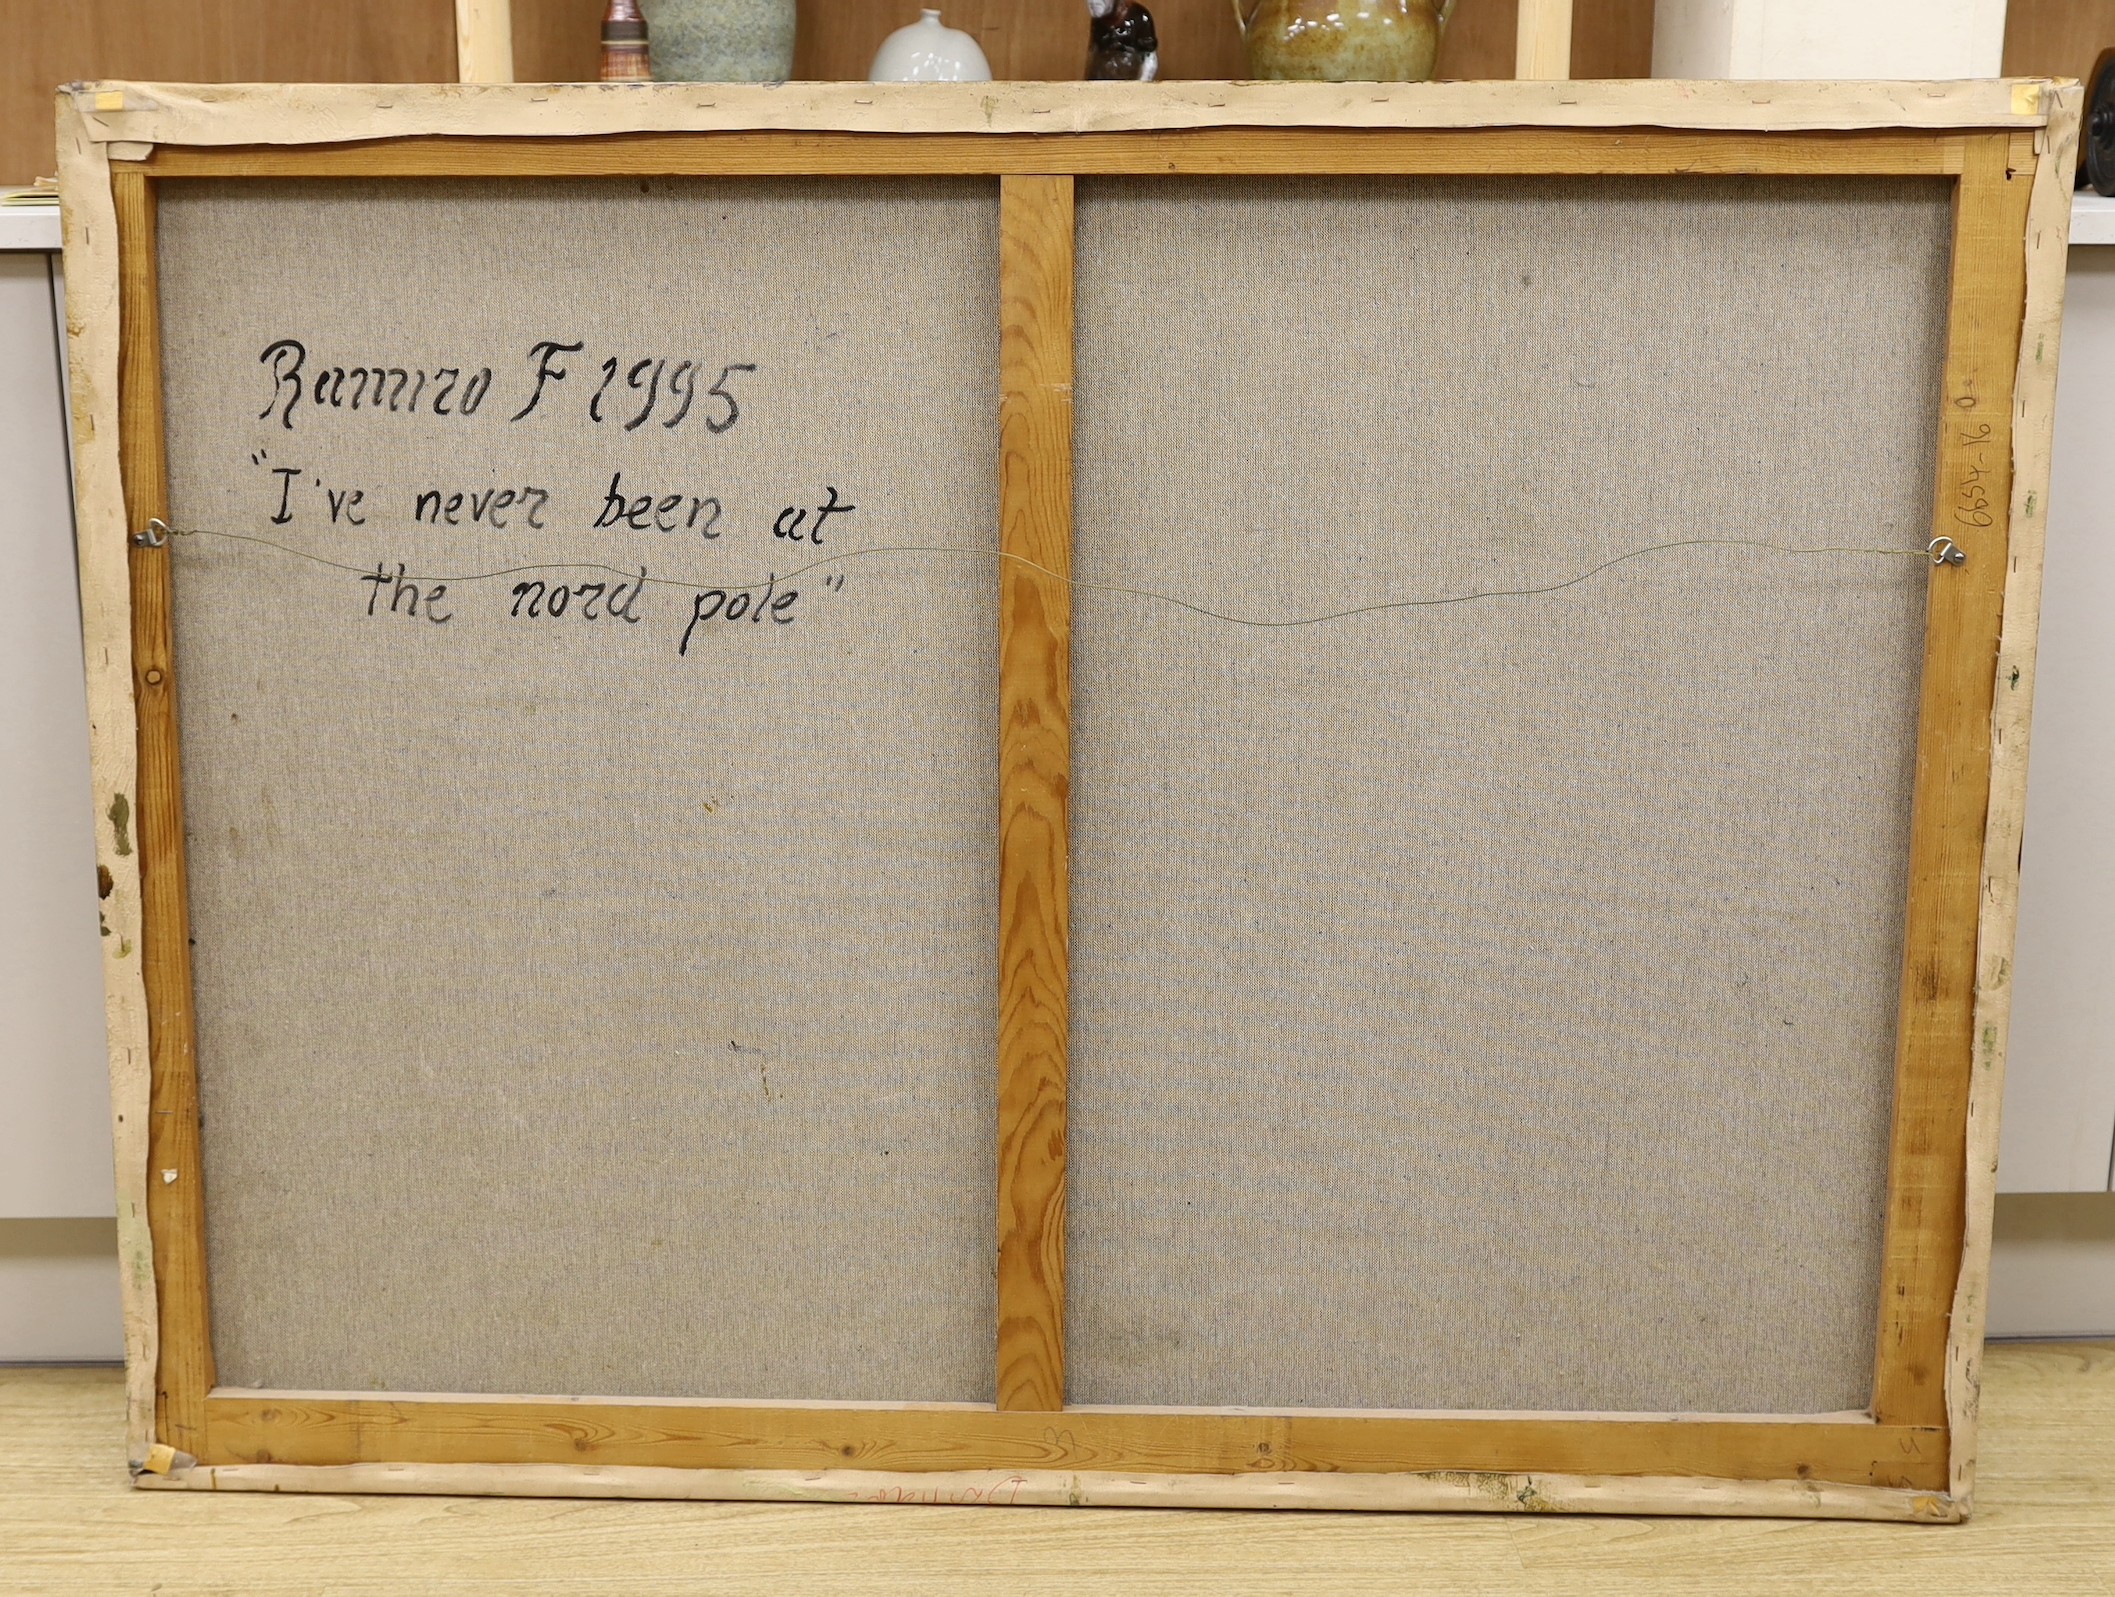 Ramiro F 1995
"I've never been at
the nord pole"
6654-16